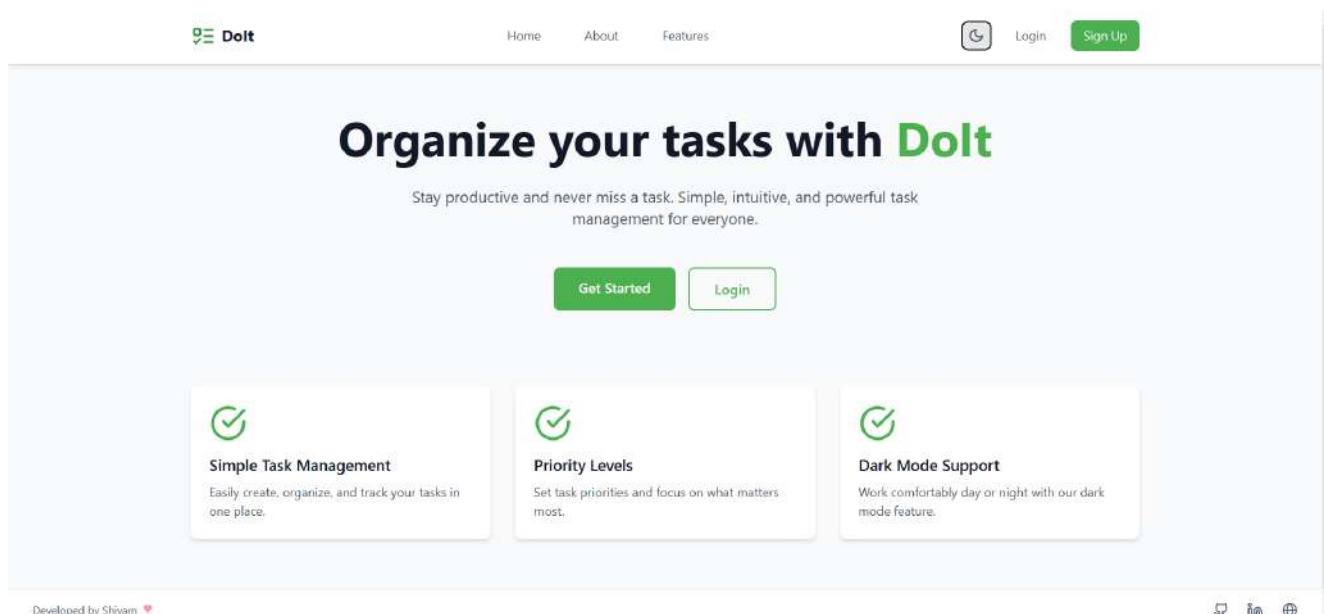 DoIt
Home About Features
Login Sign Up
Organize your tasks with DoIt
Stay productive and never miss a task. Simple, intuitive, and powerful task
management for everyone.
Get Started Login
Simple Task Management
Easily create, organize, and track your tasks in
one place.
Priority Levels
Set task priorities and focus on what matters
most.
Dark Mode Support
Work comfortably day or night with our dark
mode feature.
Developed by Shivam